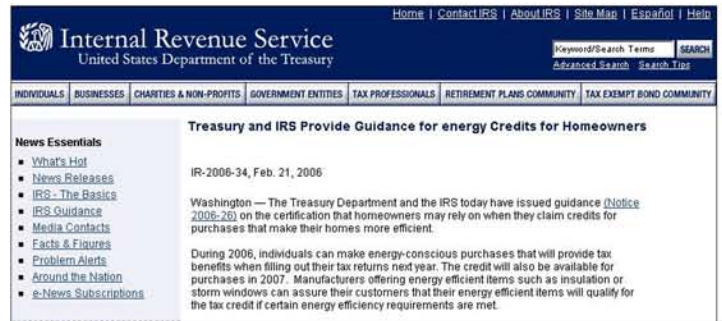 Home | Contact IRS | About IRS | Site Map | Español | Help
Internal Revenue Service
United States Department of the Treasury
Keyword/Search Terms SEARCH
Advanced Search Search Tips
INDIVIDUALS BUSINESSES CHARITIES & NON-PROFITS GOVERNMENT ENTITIES TAX PROFESSIONALS RETIREMENT PLANS COMMUNITY TAX EXEMPT BOND COMMUNITY
News Essentials
What's Hot
News Releases
IRS - The Basics
IRS Guidance
Media Contacts
Facts & Figures
Problem Alerts
Around the Nation
e-News Subscriptions
Treasury and IRS Provide Guidance for energy Credits for Homeowners
IR-2006-34, Feb. 21, 2006
Washington — The Treasury Department and the IRS today have issued guidance (Notice
2006-26) on the certification that homeowners may rely on when they claim credits for
purchases that make their homes more efficient.
During 2006, individuals can make energy-conscious purchases that will provide tax
benefits when filling out their tax returns next year. The credit will also be available for
purchases in 2007. Manufacturers offering energy efficient items such as insulation or
storm windows can assure their customers that their energy efficient items will qualify for
the tax credit if certain energy efficiency requirements are met.